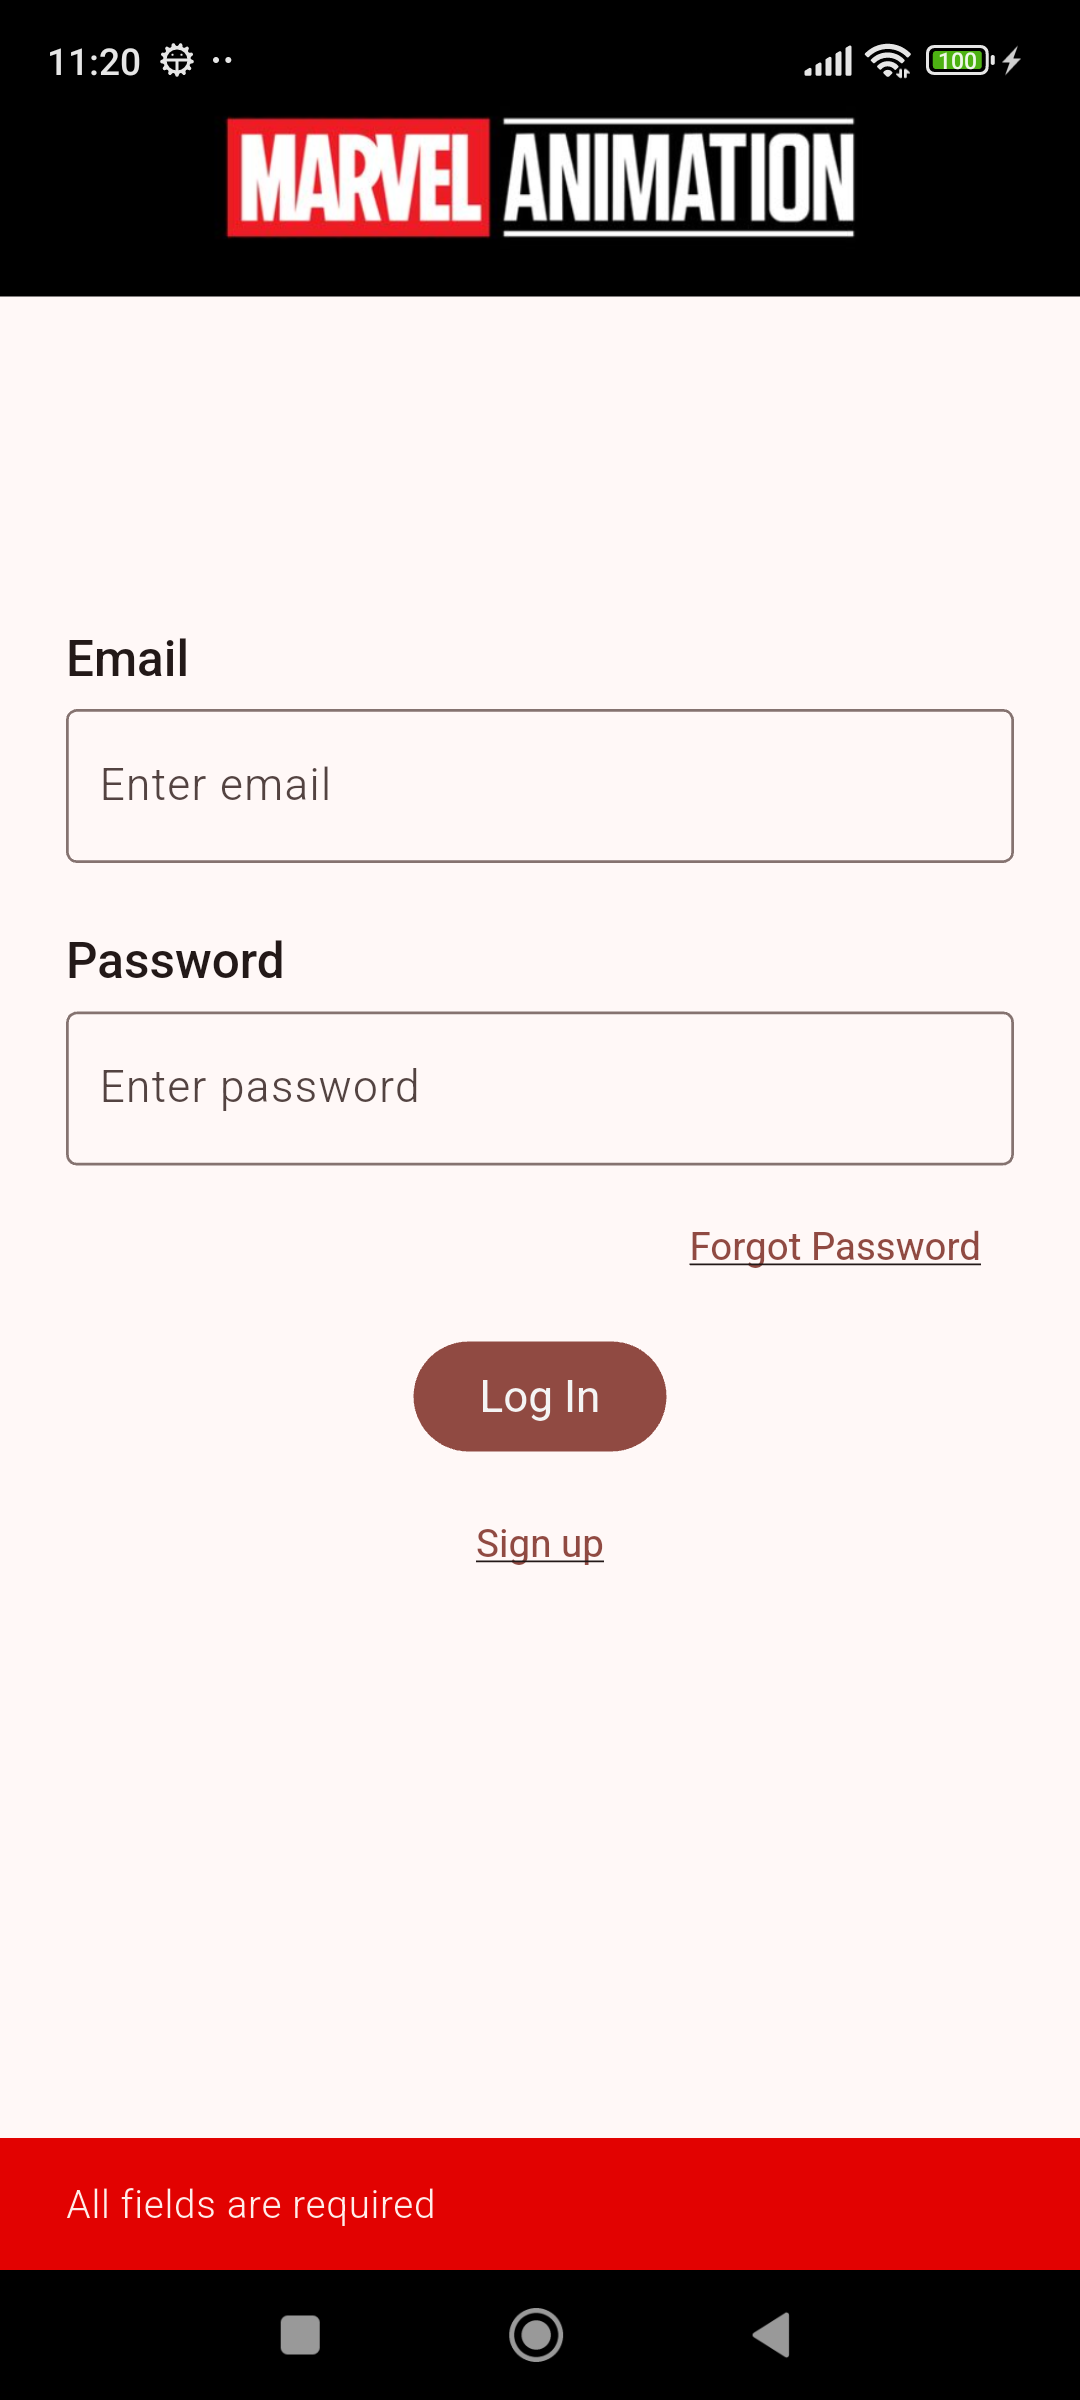 11:20
100
MARVEL ANIMATION
Email
Enter email
Password
Enter password
Forgot Password
Log In
Sign up
All fields are required